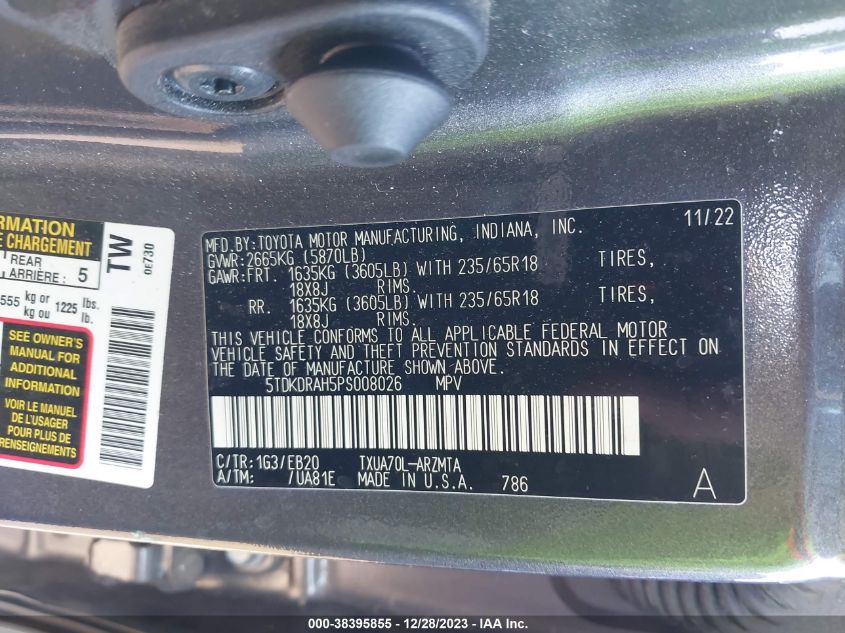 RMATION
E CHARGEMENT
REAR
ARRIÈRE: 5
555 kg or 1225 lbs.
kg ou lb.
SEE OWNER'S
MANUAL FOR
ADDITIONAL
INFORMATION
VOIR LE MANUEL
DE L'USAGER
POUR PLUS DE
RENSEIGNEMENTS
TW
0E730
MFD.BY:TOYOTA MOTOR MANUFACTURING, INDIANA, INC. 11/22
GVWR:2665KG (5870LB)
GAWR:FRT. 1635KG (3605LB) WITH 235/65R18 TIRES,
18X8J RIMS.
RR. 1635KG (3605LB) WITH 235/65R18 TIRES,
18X8J RIMS.
THIS VEHICLE CONFORMS TO ALL APPLICABLE FEDERAL MOTOR
VEHICLE SAFETY AND THEFT PREVENTION STANDARDS IN EFFECT ON
THE DATE OF MANUFACTURE SHOWN ABOVE.
5TDKDRAH5PS008026 MPV
C/TR:1G3/EB20 TXUA70L-ARZMTA
A/TM: /UA81E MADE IN U.S.A. 786 A
000-38395855 - 12/28/2023 - IAA Inc.